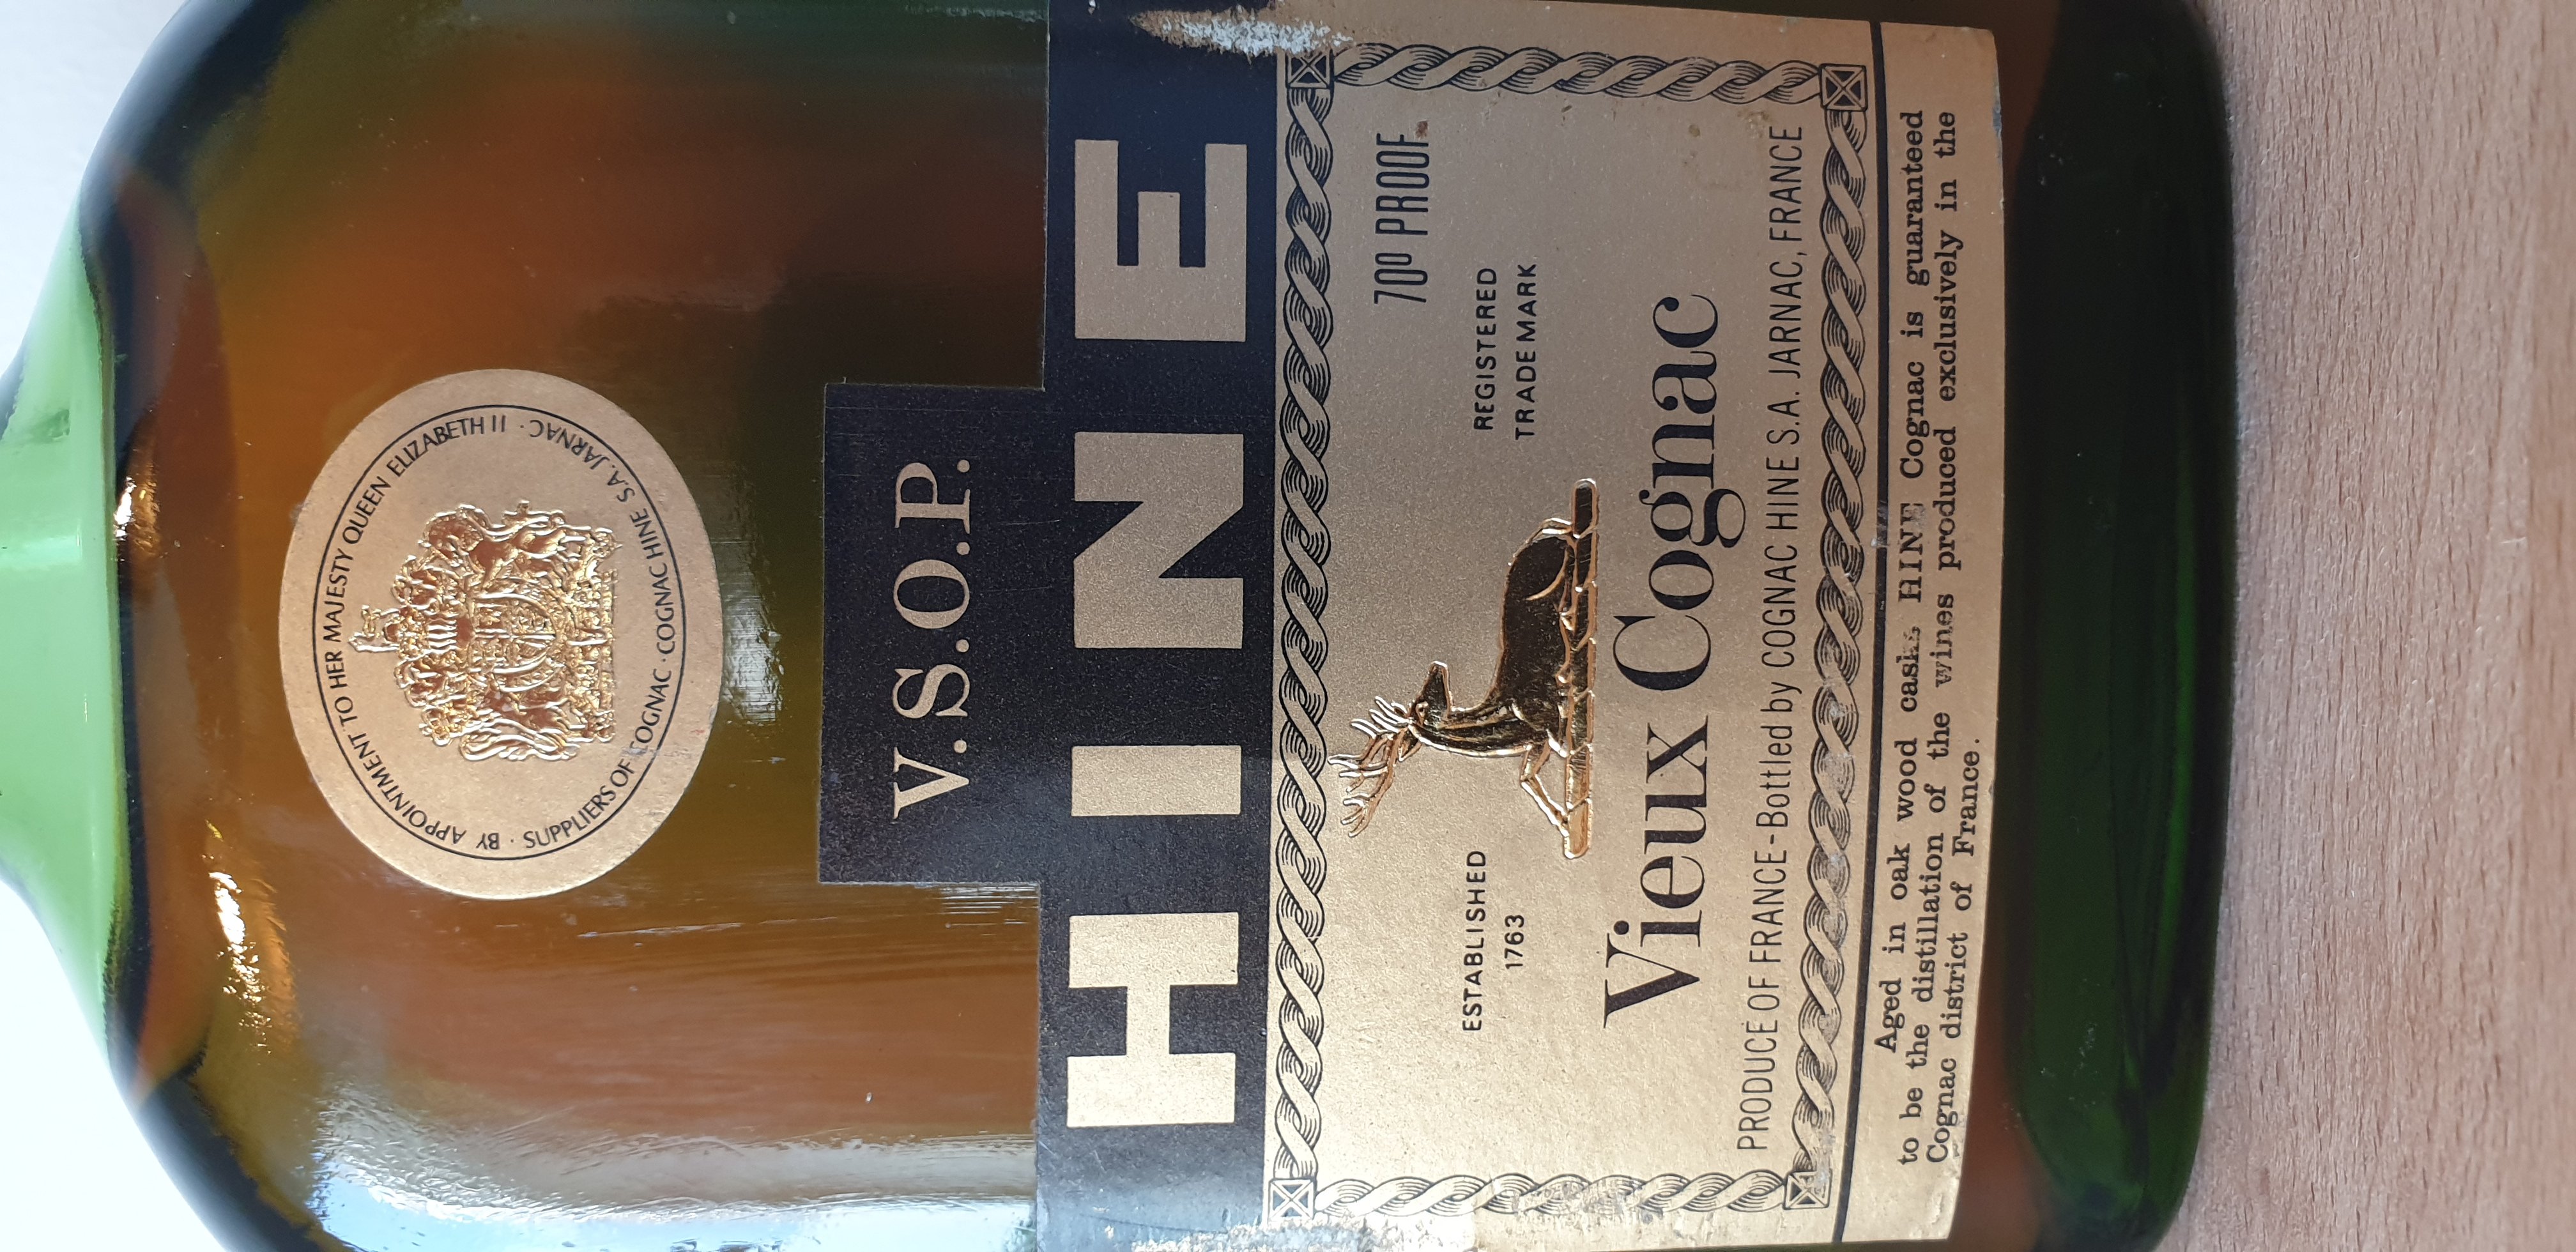 BY APPOINTMENT TO HER MAJESTY QUEEN ELIZABETH II
SUPPLIERS OF COGNAC · COGNAC HINE S.A. JARNAC ·
V.S.O.P.
HINE
70º PROOF
ESTABLISHED
1763
REGISTERED
TRADE MARK
Vieux Cognac
PRODUCE OF FRANCE-Bottled by COGNAC HINE S.A. JARNAC, FRANCE
Aged in oak wood casks HINE Cognac is guaranteed
to be the distillation of the wines produced exclusively in the
Cognac district of France.